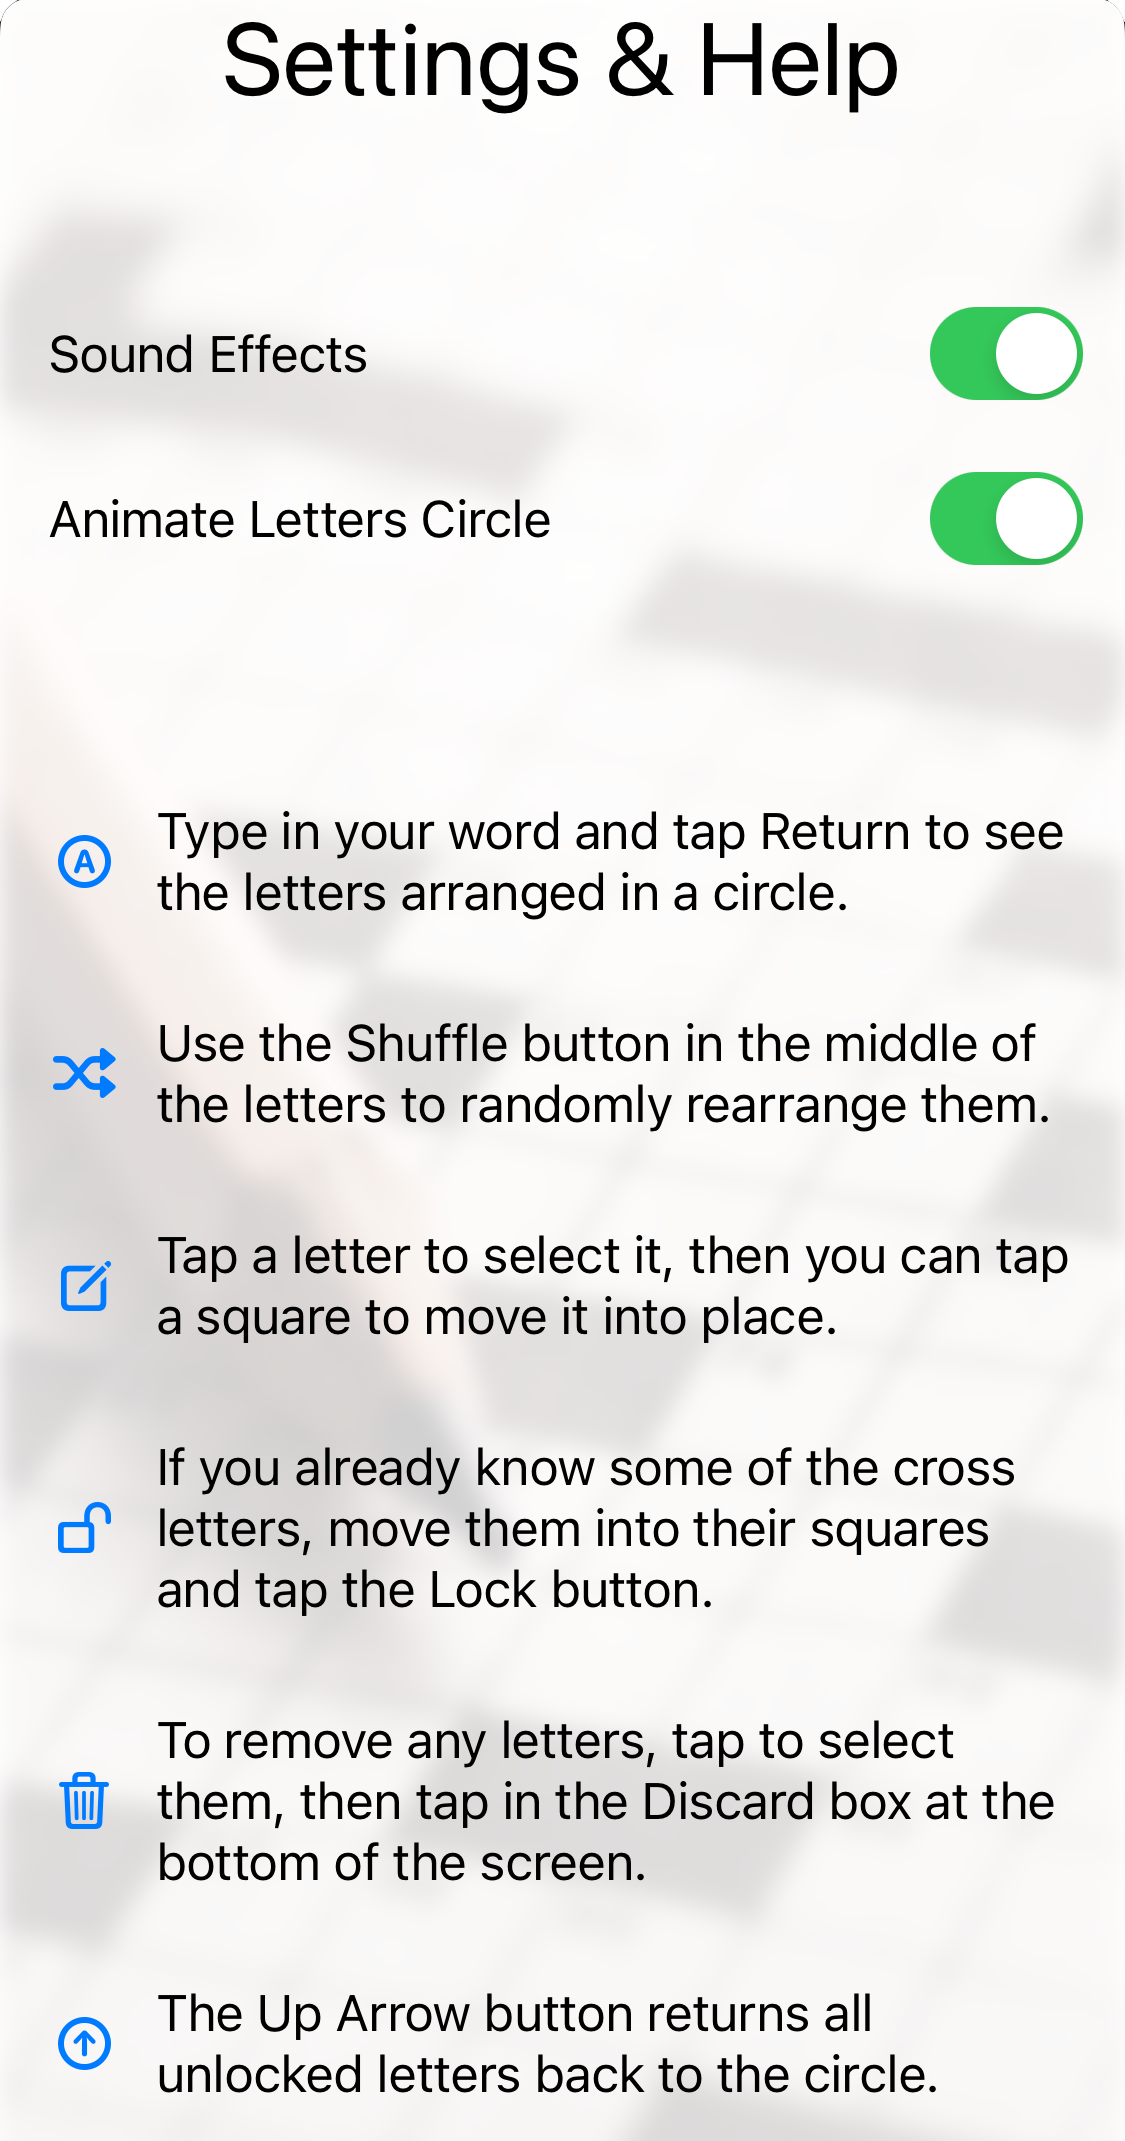 Settings & Help
Sound Effects
Animate Letters Circle
Type in your word and tap Return to see
the letters arranged in a circle.
Use the Shuffle button in the middle of
the letters to randomly rearrange them.
Tap a letter to select it, then you can tap
a square to move it into place.
If you already know some of the cross
letters, move them into their squares
and tap the Lock button.
To remove any letters, tap to select
them, then tap in the Discard box at the
bottom of the screen.
The Up Arrow button returns all
unlocked letters back to the circle.